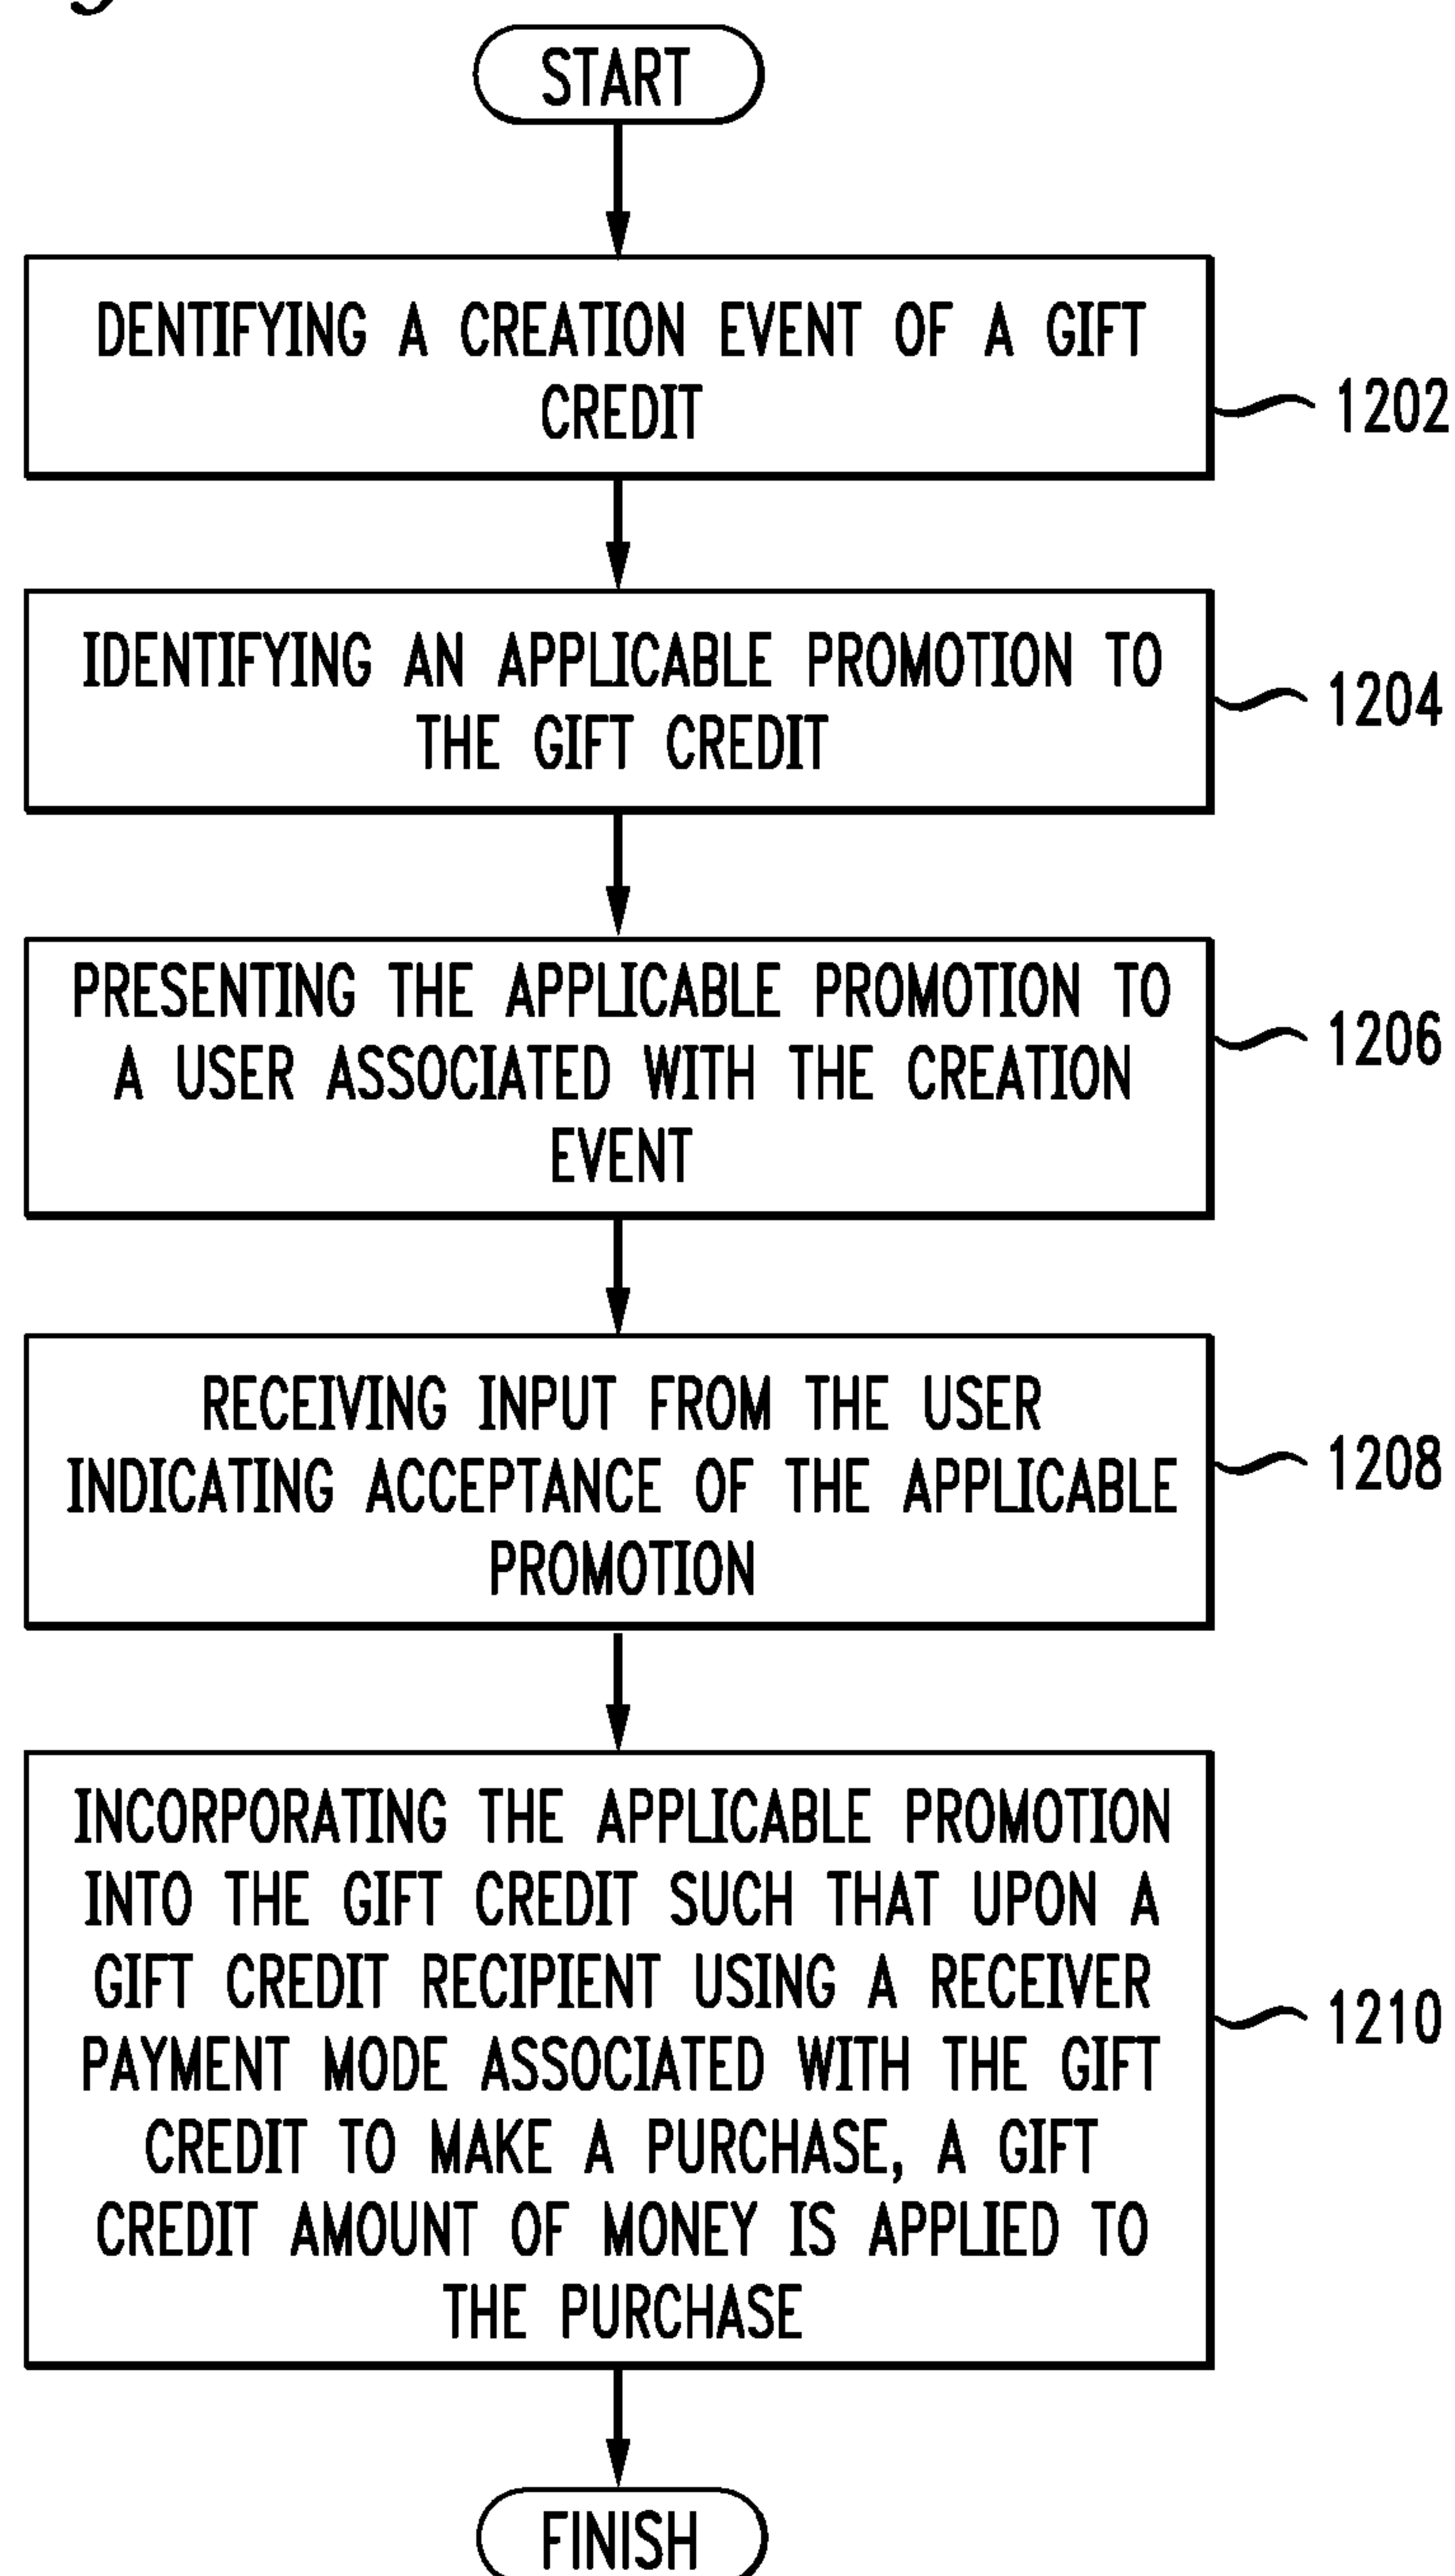 START
DENTIFYING A CREATION EVENT OF A GIFT
CREDIT
1202
IDENTIFYING AN APPLICABLE PROMOTION TO
THE GIFT CREDIT
1204
PRESENTING THE APPLICABLE PROMOTION TO
A USER ASSOCIATED WITH THE CREATION
EVENT
1206
RECEIVING INPUT FROM THE USER
INDICATING ACCEPTANCE OF THE APPLICABLE
PROMOTION
1208
INCORPORATING THE APPLICABLE PROMOTION
INTO THE GIFT CREDIT SUCH THAT UPON A
GIFT CREDIT RECIPIENT USING A RECEIVER
PAYMENT MODE ASSOCIATED WITH THE GIFT
CREDIT TO MAKE A PURCHASE, A GIFT
CREDIT AMOUNT OF MONEY IS APPLIED TO
THE PURCHASE
1210
FINISH